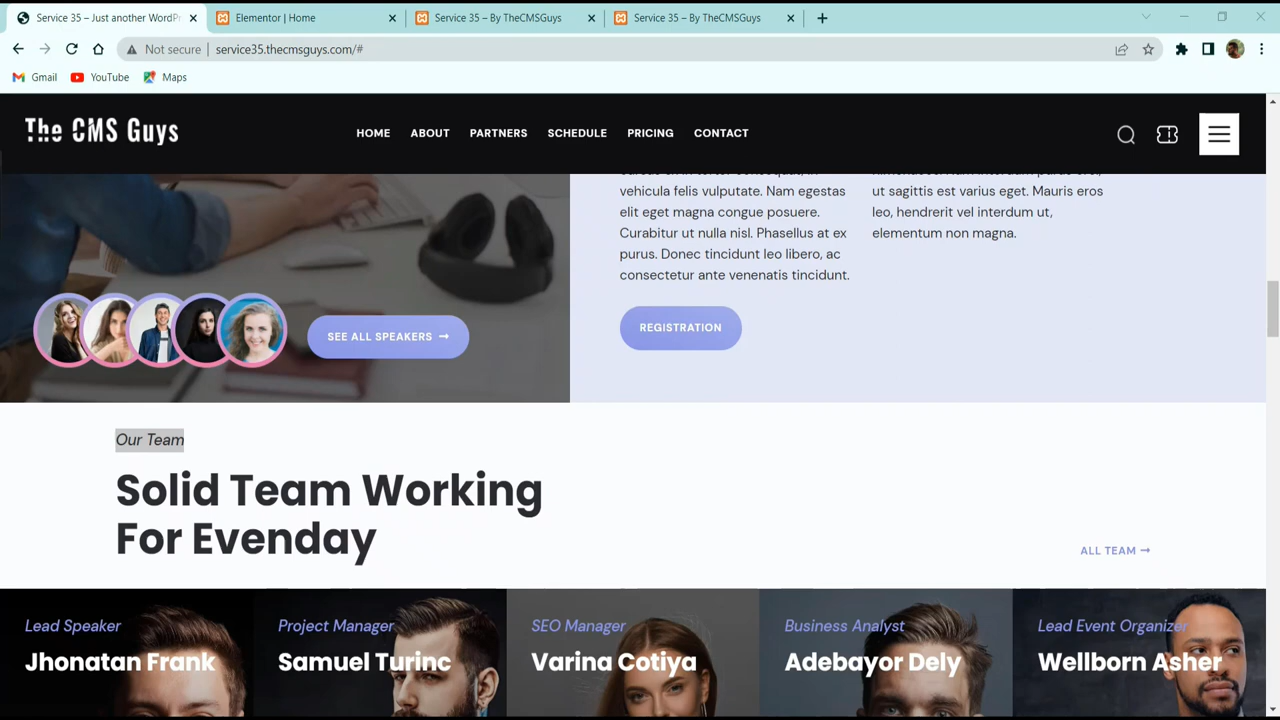 Service 35 – Just another WordPr
Elementor | Home
Service 35 – By TheCMSGuys
Service 35 – By TheCMSGuys
Not secure
service35.thecmsguys.com/#
Gmail
YouTube
Maps
The CMS Guys
HOME
ABOUT
PARTNERS
SCHEDULE
PRICING
CONTACT
vehicula felis vulputate. Nam egestas
elit eget magna congue posuere.
Curabitur ut nulla nisl. Phasellus at ex
purus. Donec tincidunt leo libero, ac
consectetur ante venenatis tincidunt.
ut sagittis est varius eget. Mauris eros
leo, hendrerit vel interdum ut,
elementum non magna.
SEE ALL SPEAKERS
REGISTRATION
Our Team
Solid Team Working
For Evenday
ALL TEAM
Lead Speaker
Jhonatan Frank
Project Manager
Samuel Turinc
SEO Manager
Varina Cotiya
Business Analyst
Adebayor Dely
Lead Event Organizer
Wellborn Asher